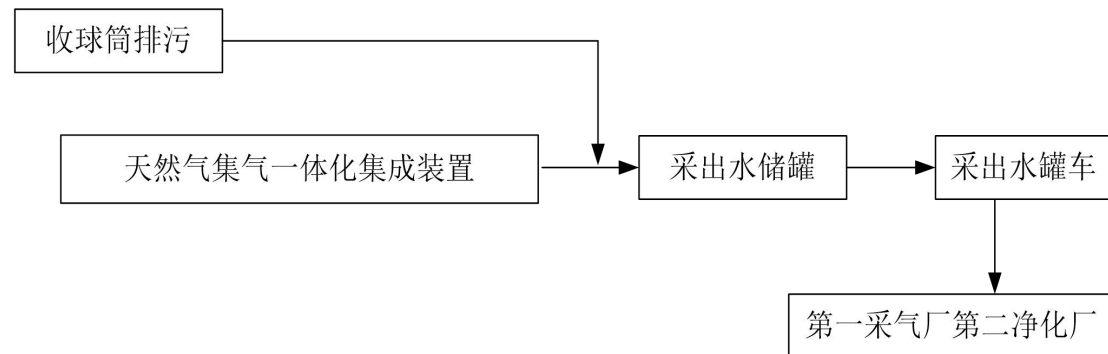 收球筒排污
天然气集气一体化集成装置
采出水储罐
采出水罐车
第一采气厂第二净化厂